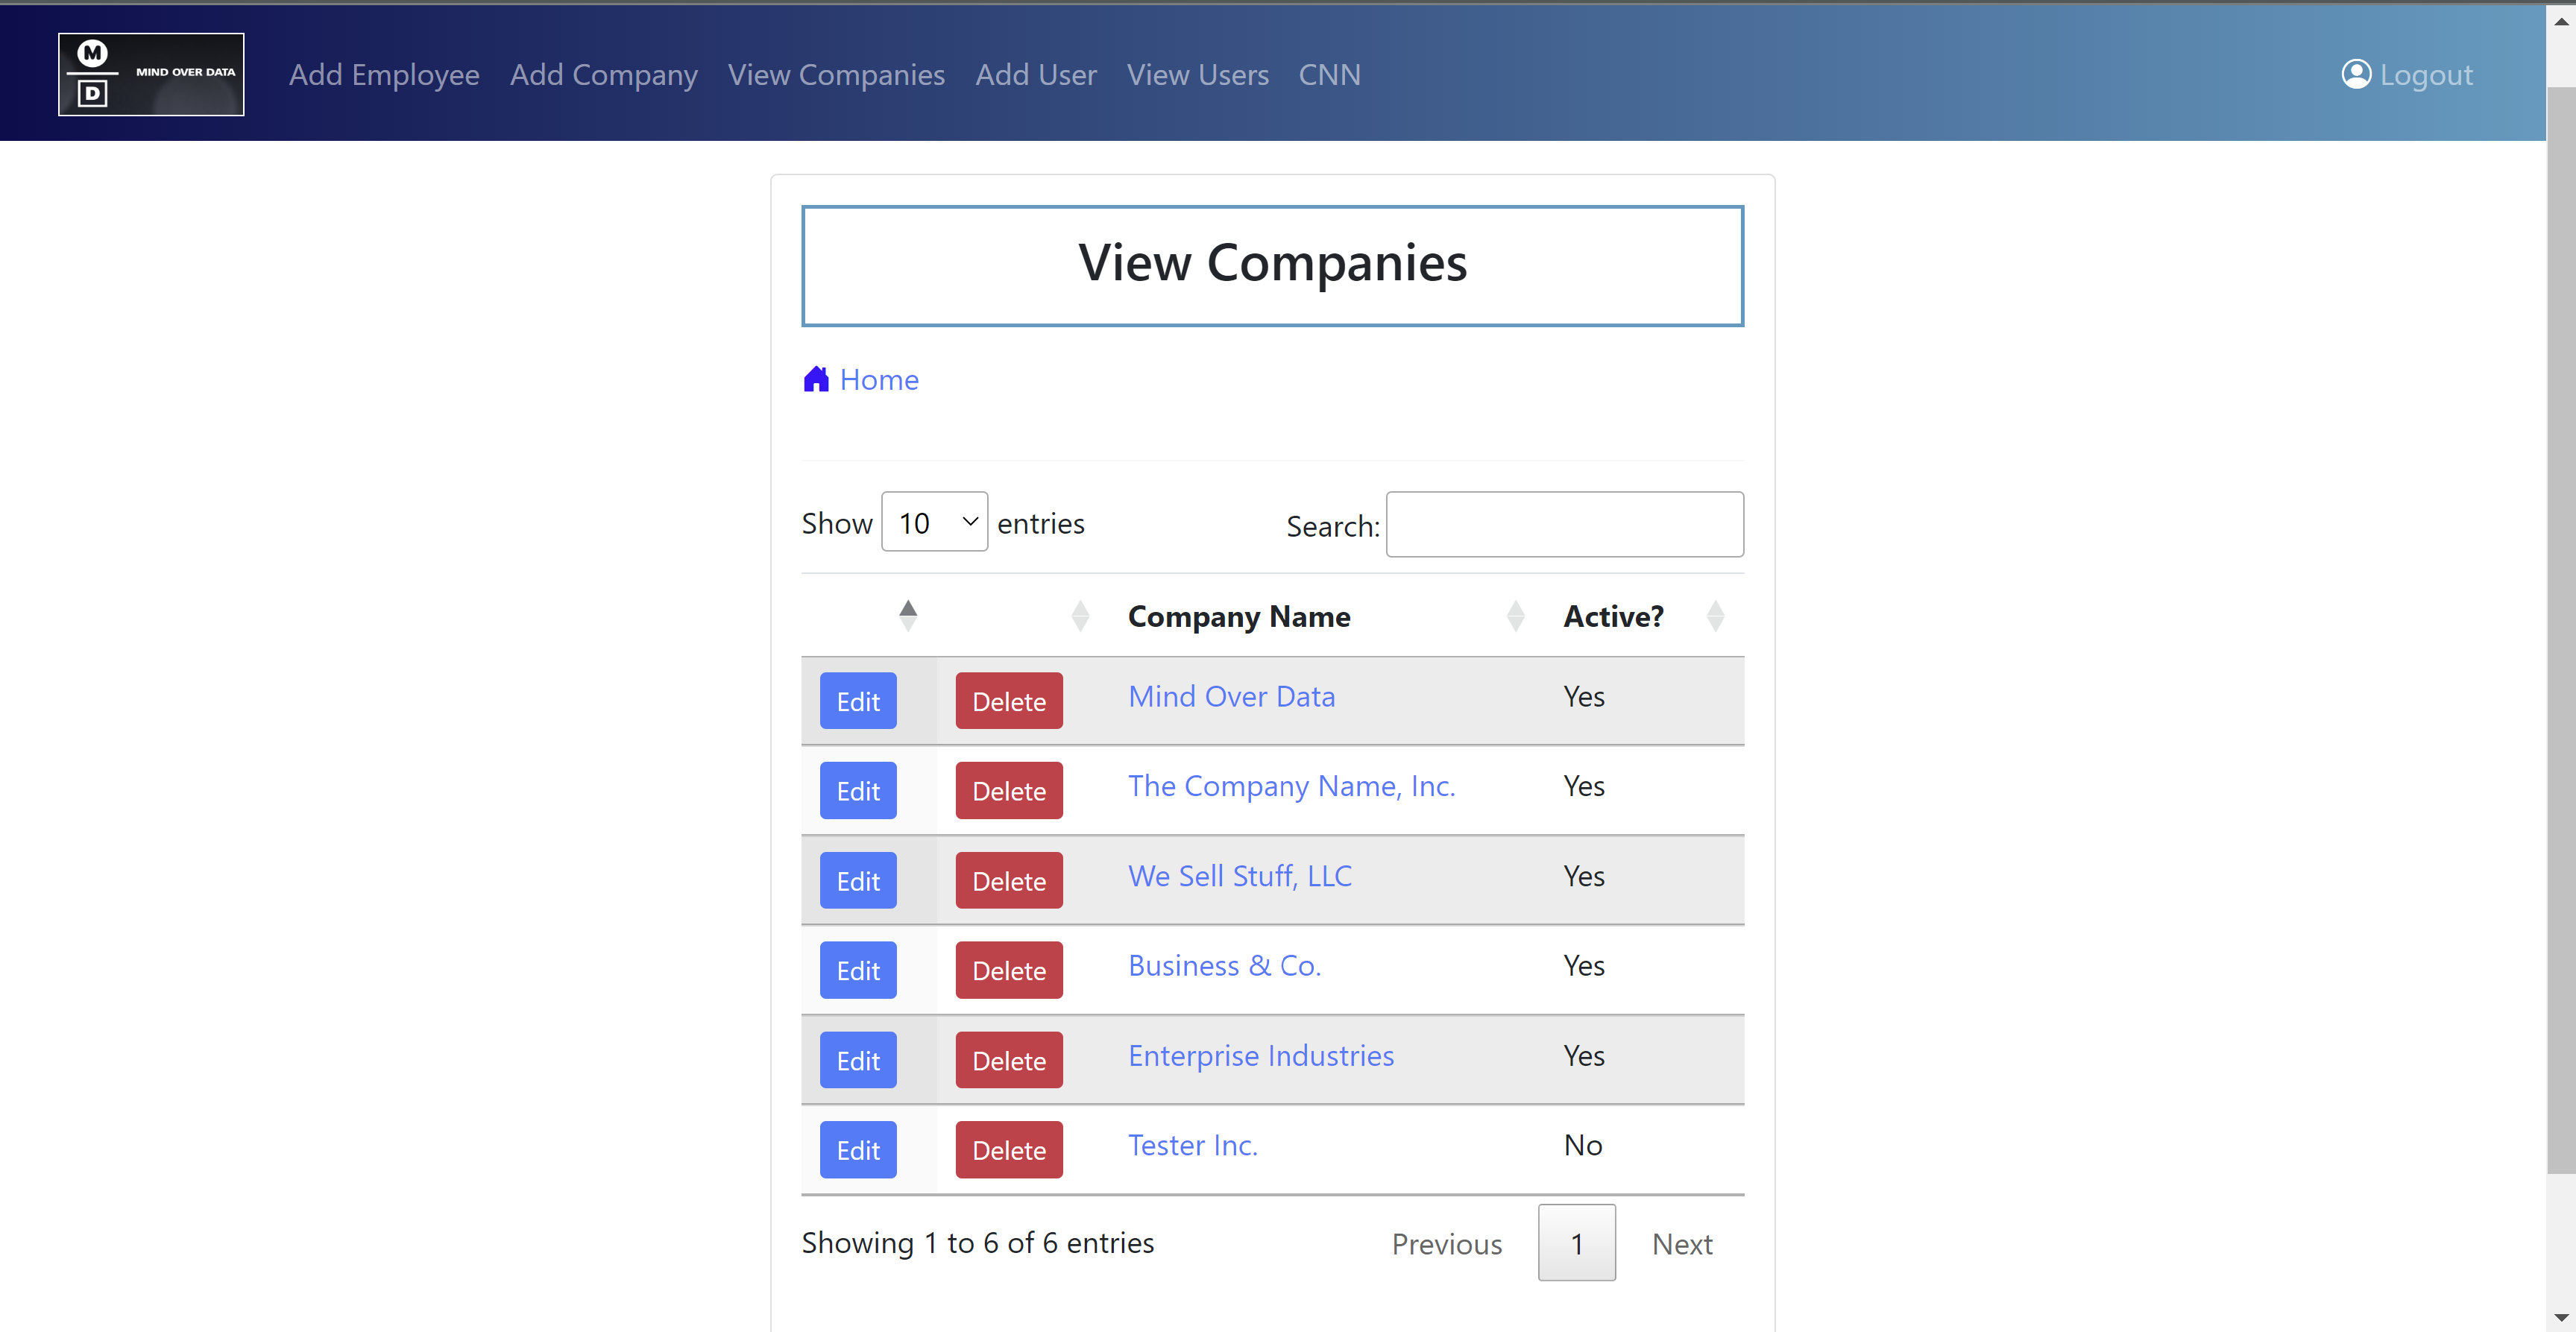 M
D
MIND OVER DATA
Add Employee Add Company View Companies Add User View Users CNN Logout
View Companies
Home
Show 10 entries Search:
Company Name Active?
Edit Delete Mind Over Data Yes
Edit Delete The Company Name, Inc. Yes
Edit Delete We Sell Stuff, LLC Yes
Edit Delete Business & Co. Yes
Edit Delete Enterprise Industries Yes
Edit Delete Tester Inc. No
Showing 1 to 6 of 6 entries Previous 1 Next